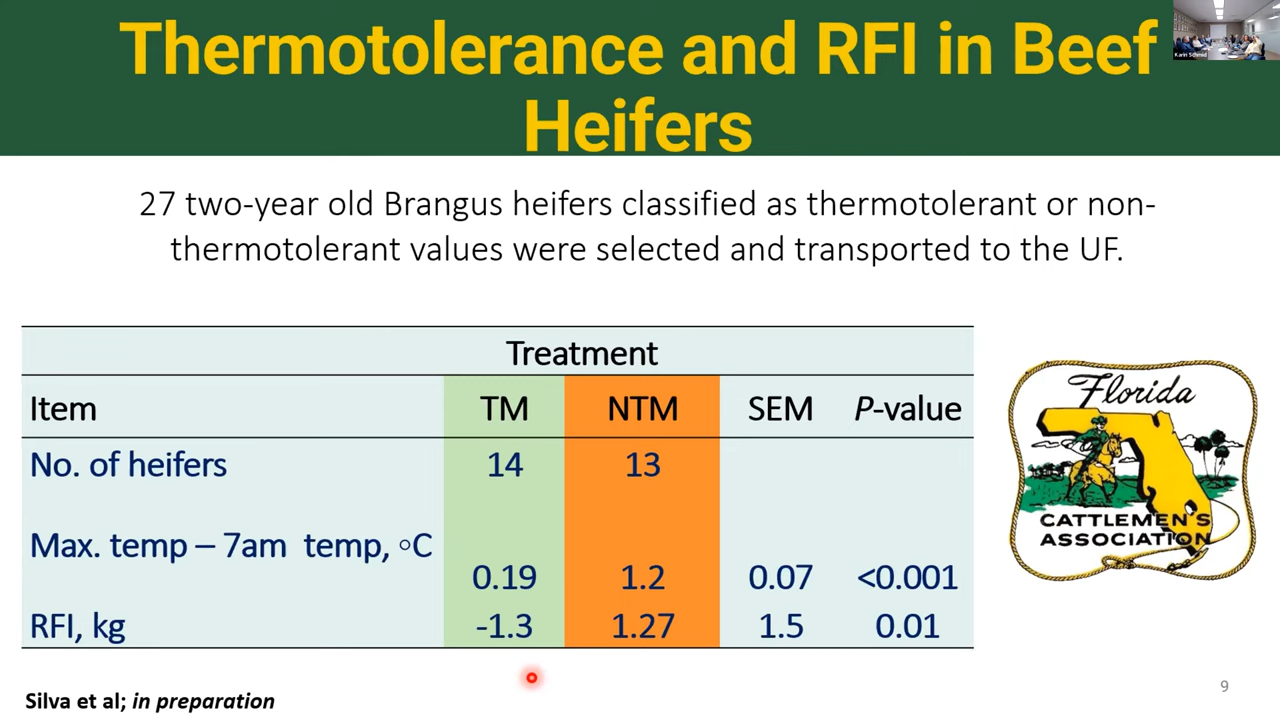 Thermotolerance and RFI in Beef
Heifers
Karin Schmid
27 two-year old Brangus heifers classified as thermotolerant or non-
thermotolerant values were selected and transported to the UF.
Treatment
Item TM NTM SEM P-value
No. of heifers 14 13
Max. temp – 7am temp, ◦C
0.19 1.2 0.07 <0.001
RFI, kg -1.3 1.27 1.5 0.01
Florida
CATTLEMEN'S
ASSOCIATION
Silva et al; in preparation
9